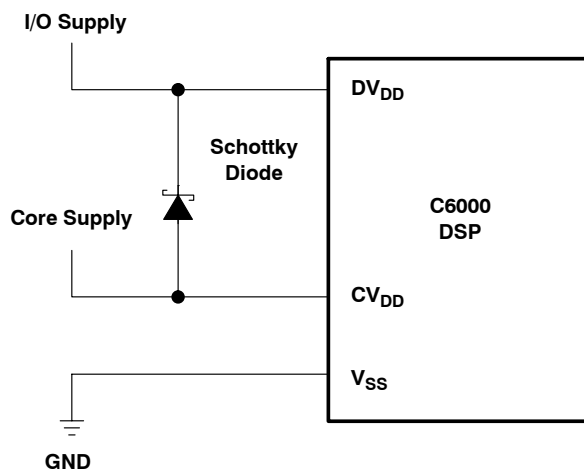 I/O Supply
DVDD
Schottky
Diode
C6000
DSP
Core Supply
CVDD
VSS
GND